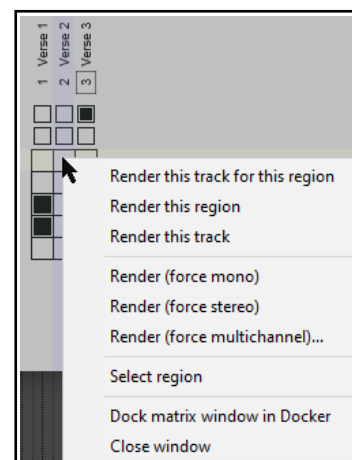 1 Verse 1
2 Verse 2
3 Verse 3
Render this track for this region
Render this region
Render this track
Render (force mono)
Render (force stereo)
Render (force multichannel)...
Select region
Dock matrix window in Docker
Close window